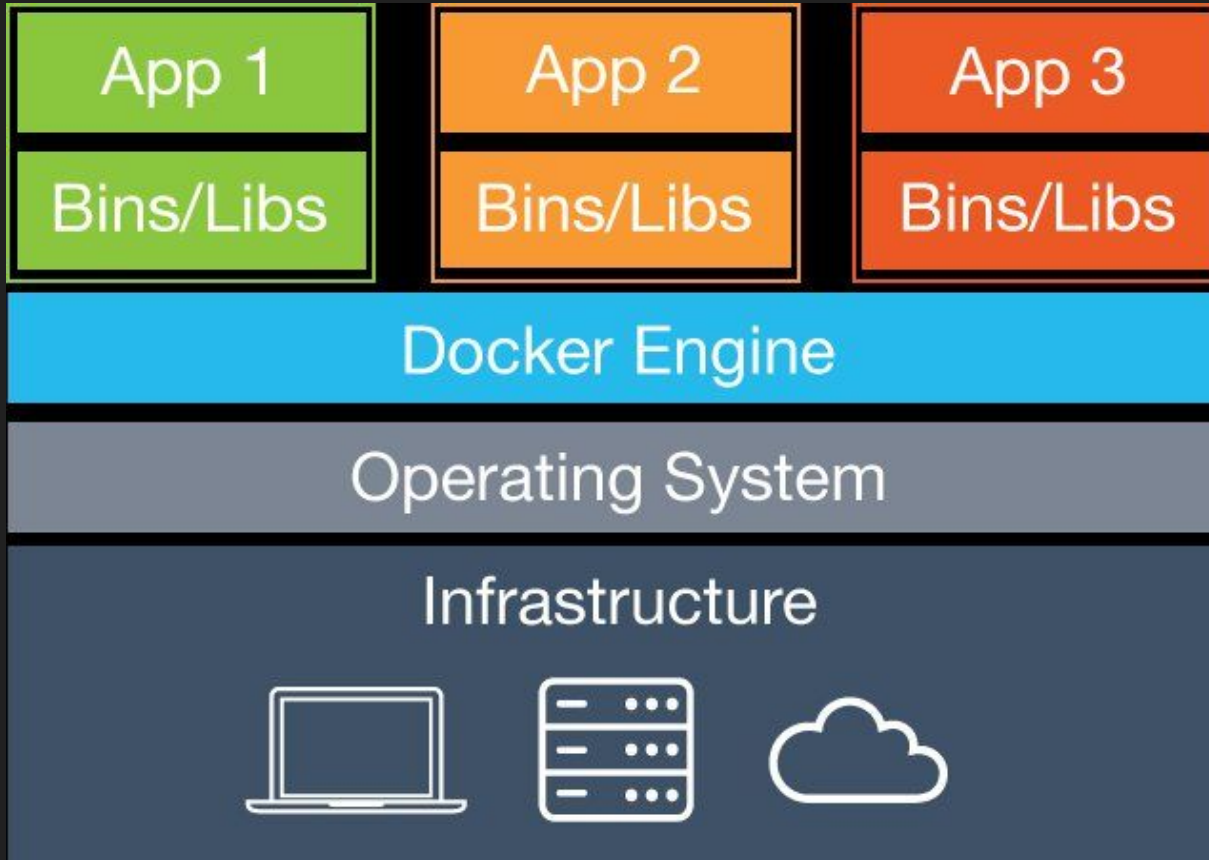 App 1
App 2
App 3
Bins/Libs
Bins/Libs
Bins/Libs
Docker Engine
Operating System
Infrastructure